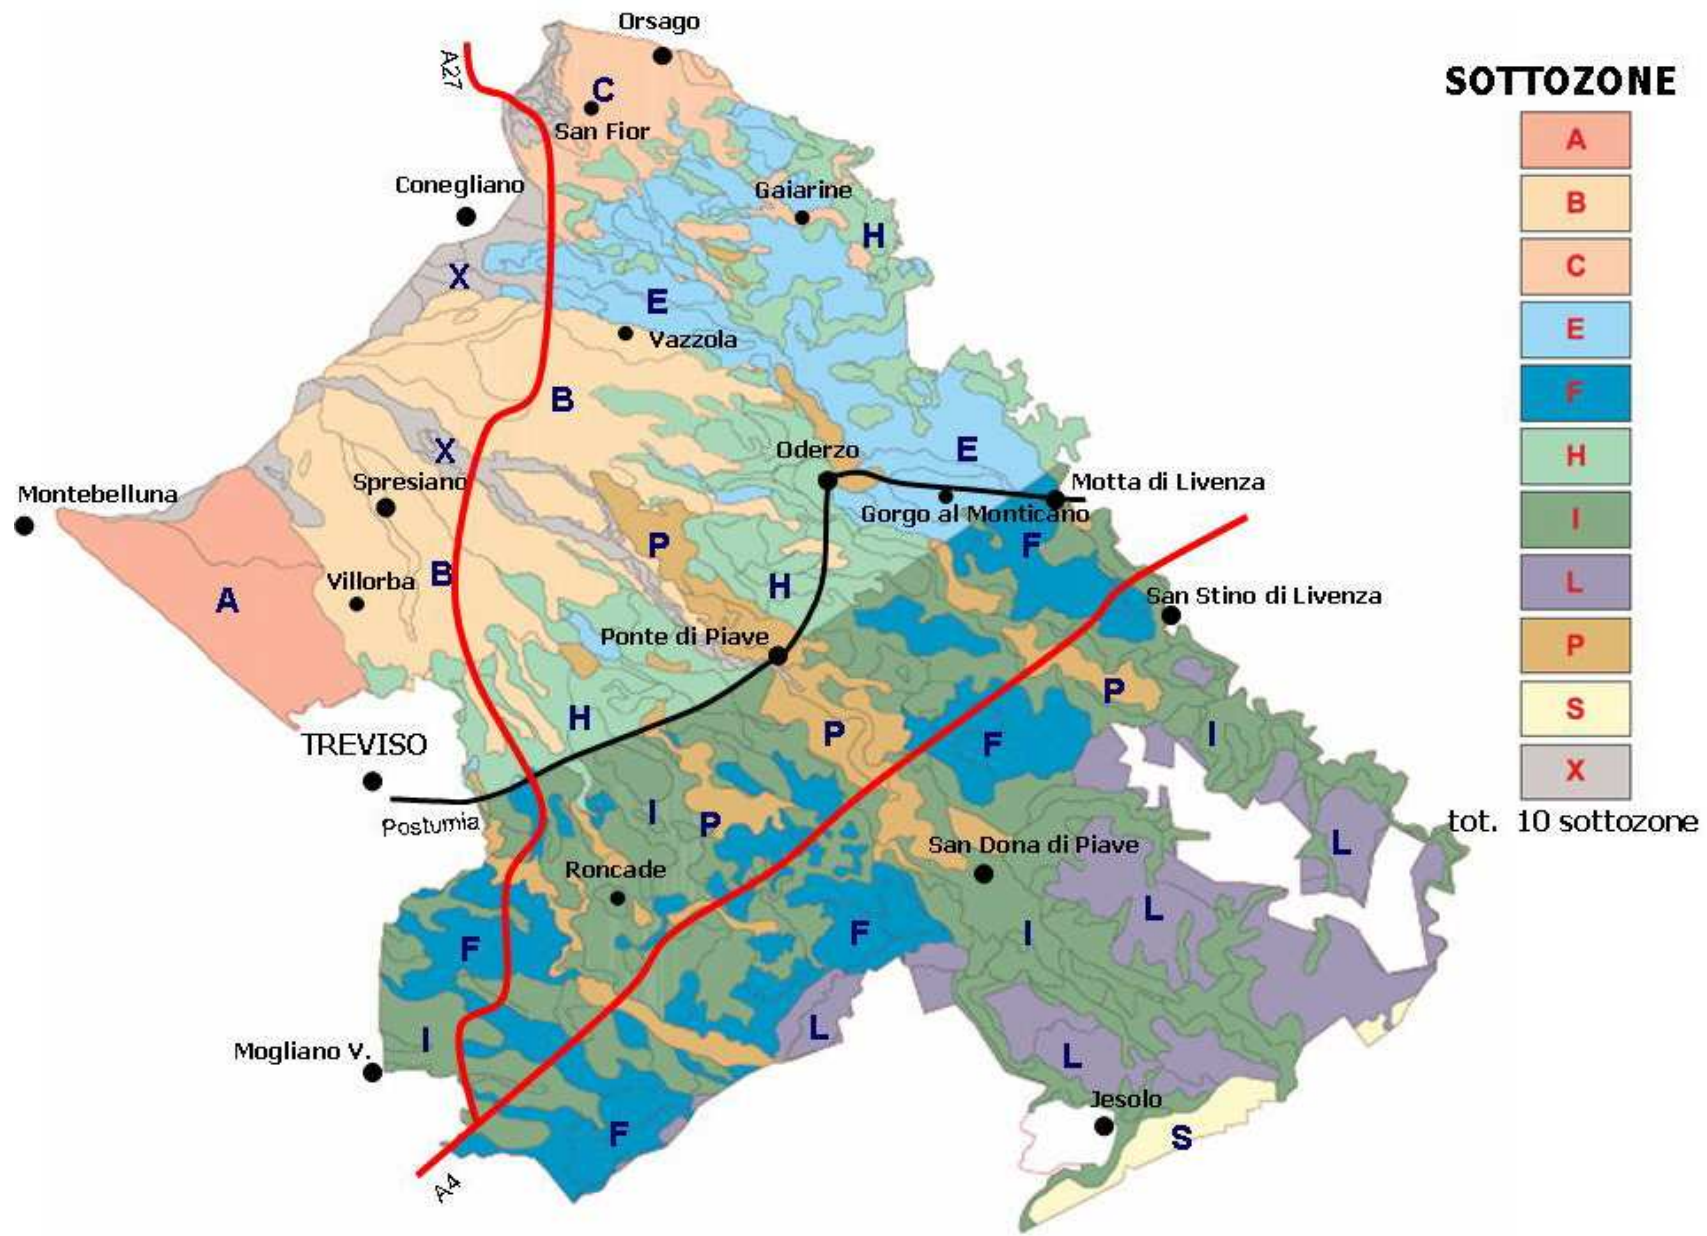 Orsago
SOTTOZONE
A27
C
A
San Fior
B
Conegliano
Gaiarine
H
C
X
E
E
Vazzola
F
B
X
Oderzo
E
H
Montebelluna
Spresiano
Motta di Livenza
Gorgo al Monticano
I
P
F
B
H
L
A
Villorba
San Stino di Livenza
Ponte di Piave
P
P
H
P
F
I
S
TREVISO
X
Postumia
I
P
San Dona di Piave
tot. 10 sottozone
L
Roncade
L
F
F
I
I
L
Mogliano V.
L
Jesolo
F
S
A4